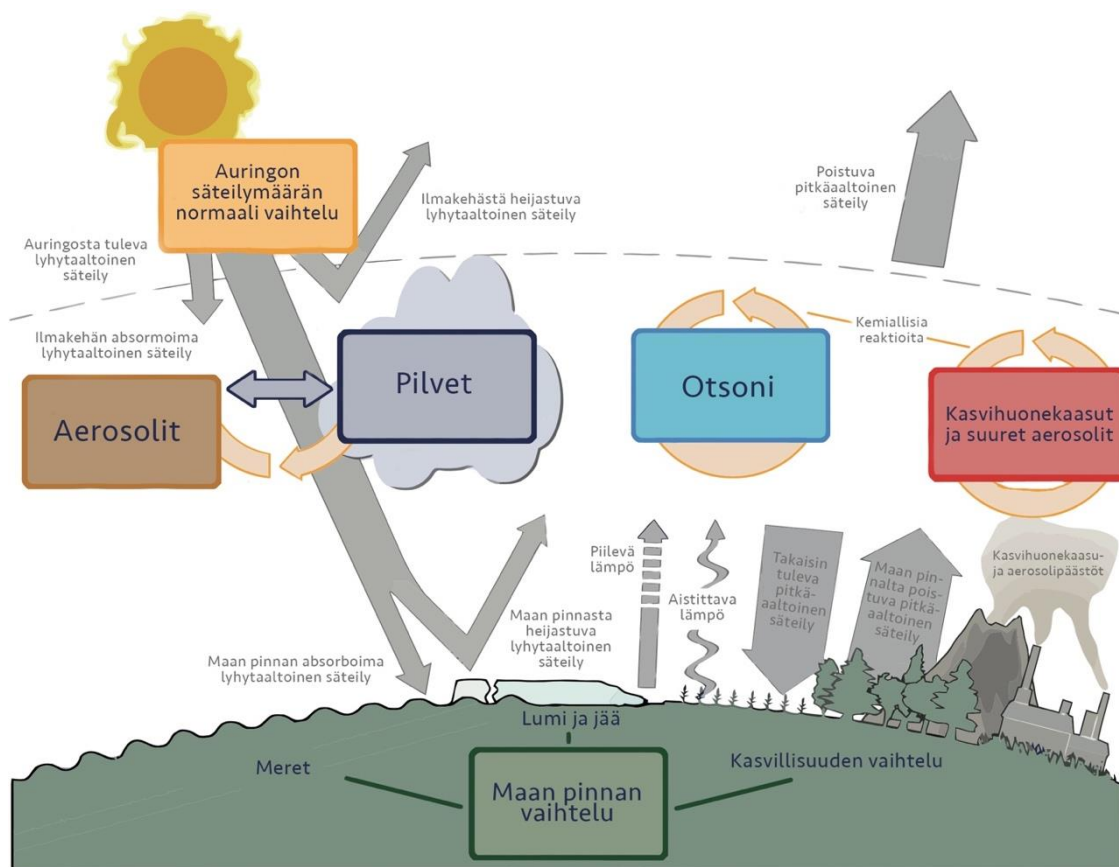 Auringon
säteilymäärän
normaali vaihtelu
Ilmakehästä heijastuva
lyhytaaltoinen säteily
Poistuva
pitkäaaltoinen
säteily
Auringosta tuleva
lyhytaaltoinen
säteily
Ilmakehän absormoima
lyhytaaltoinen säteily
Kemiallisia
reaktioita
Aerosolit
Pilvet
Otsoni
Kasvihuonekaasut
ja suuret aerosolit
Piilevä
lämpö
Aistittava
lämpö
Takaisin
tuleva
pitkä-
aaltoinen
säteily
Maan pin-
nalta pois-
tuva pitkä-
aaltoinen
säteily
Kasvihuonekaasu-
ja aerosolipäästöt
Maan pinnasta
heijastuva
lyhytaaltoinen
säteily
Maan pinnan absorboima
lyhytaaltoinen säteily
Lumi ja jää
Meret
Kasvillisuuden vaihtelu
Maan pinnan
vaihtelu